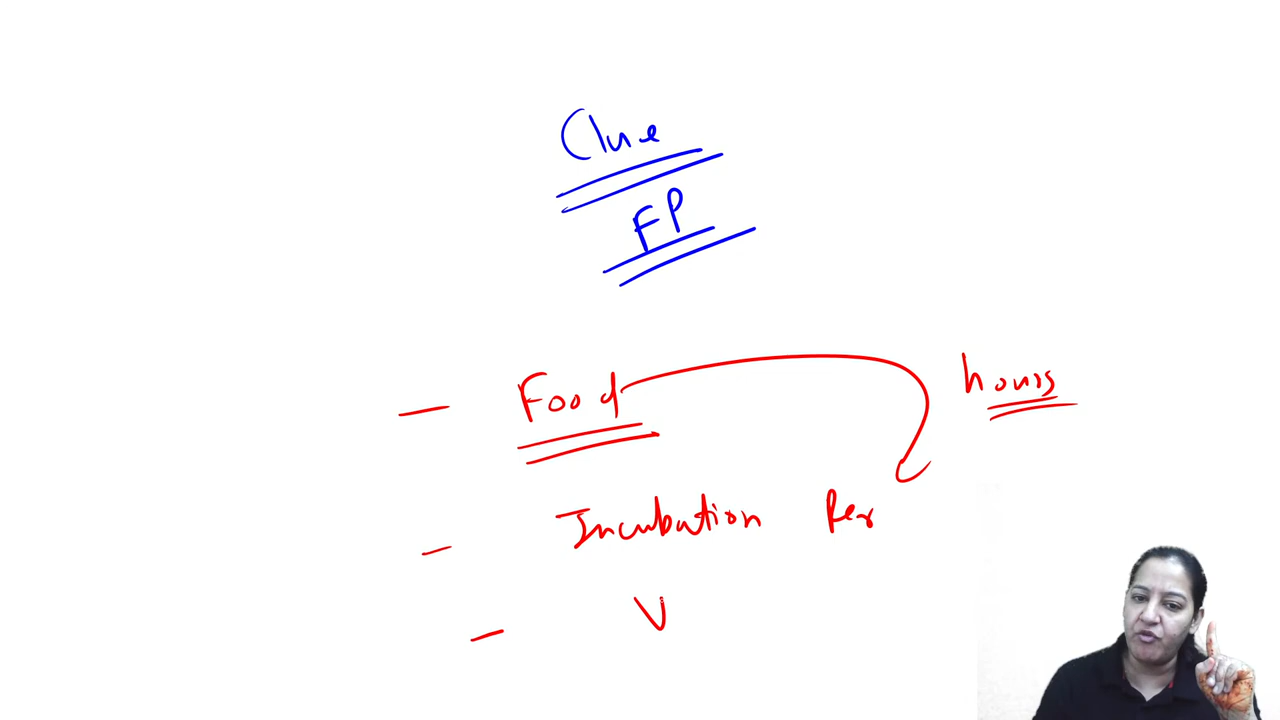 Clue
FP
— Food hours
— Incubation Per
— V